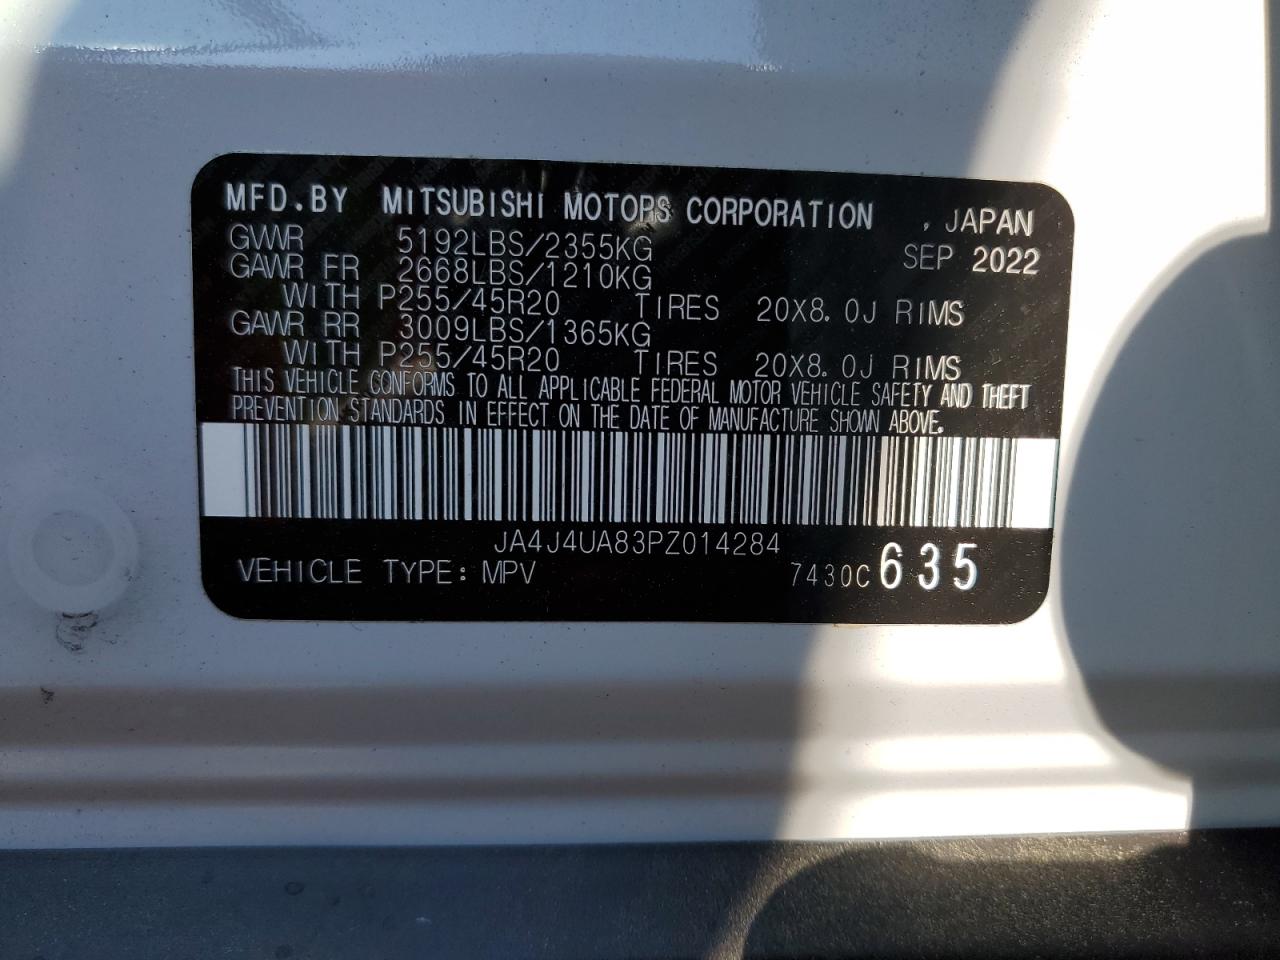 MFD.BY MITSUBISHI MOTORS CORPORATION , JAPAN
GVWR 5192LBS/2355KG SEP 2022
GAWR FR 2668LBS/1210KG
WITH P255/45R20 TIRES 20X8.0J RIMS
GAWR RR 3009LBS/1365KG
WITH P255/45R20 TIRES 20X8.0J RIMS
THIS VEHICLE CONFORMS TO ALL APPLICABLE FEDERAL MOTOR VEHICLE SAFETY AND THEFT
PREVENTION STANDARDS IN EFFECT ON THE DATE OF MANUFACTURE SHOWN ABOVE.
JA4J4UA83PZ014284
VEHICLE TYPE: MPV 7430C 635